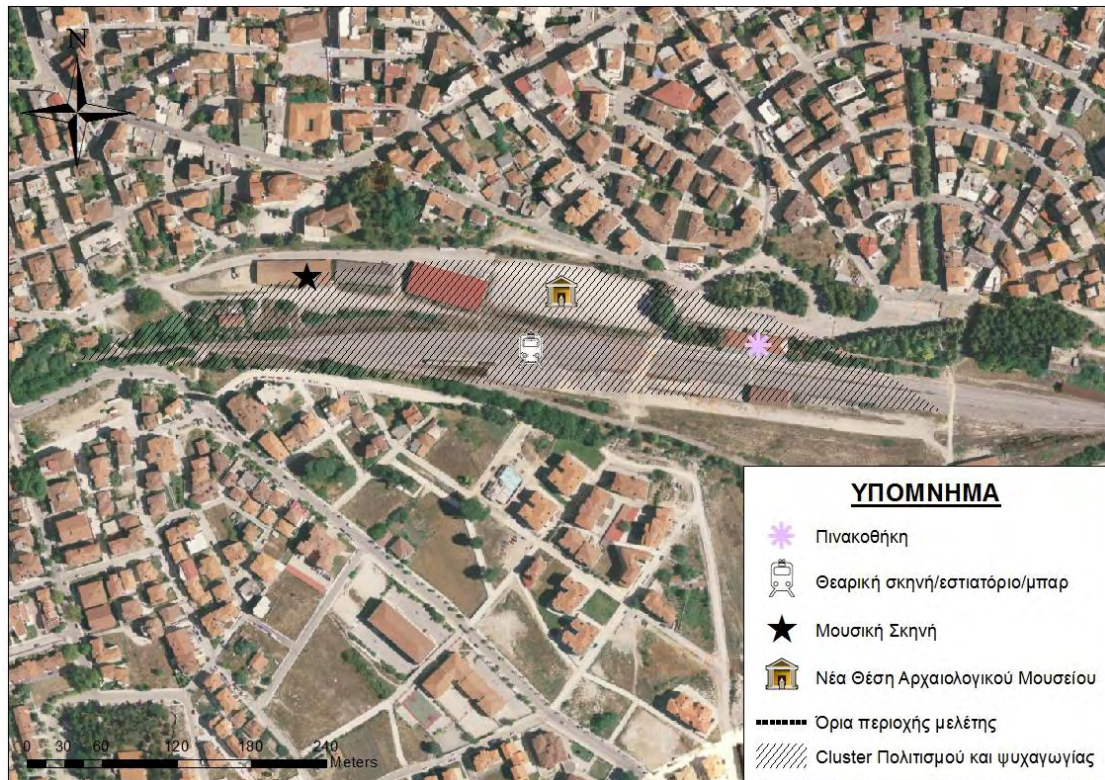 N
ΥΠΟΜΝΗΜΑ
Πινακοθήκη
Θεαρική σκηνή/εστιατόριο/μπαρ
Μουσική Σκηνή
Νέα Θέση Αρχαιολογικού Μουσείου
Όρια περιοχής μελέτης
Cluster Πολιτισμού και ψυχαγωγίας
0 30 60 120 180 240
Meters